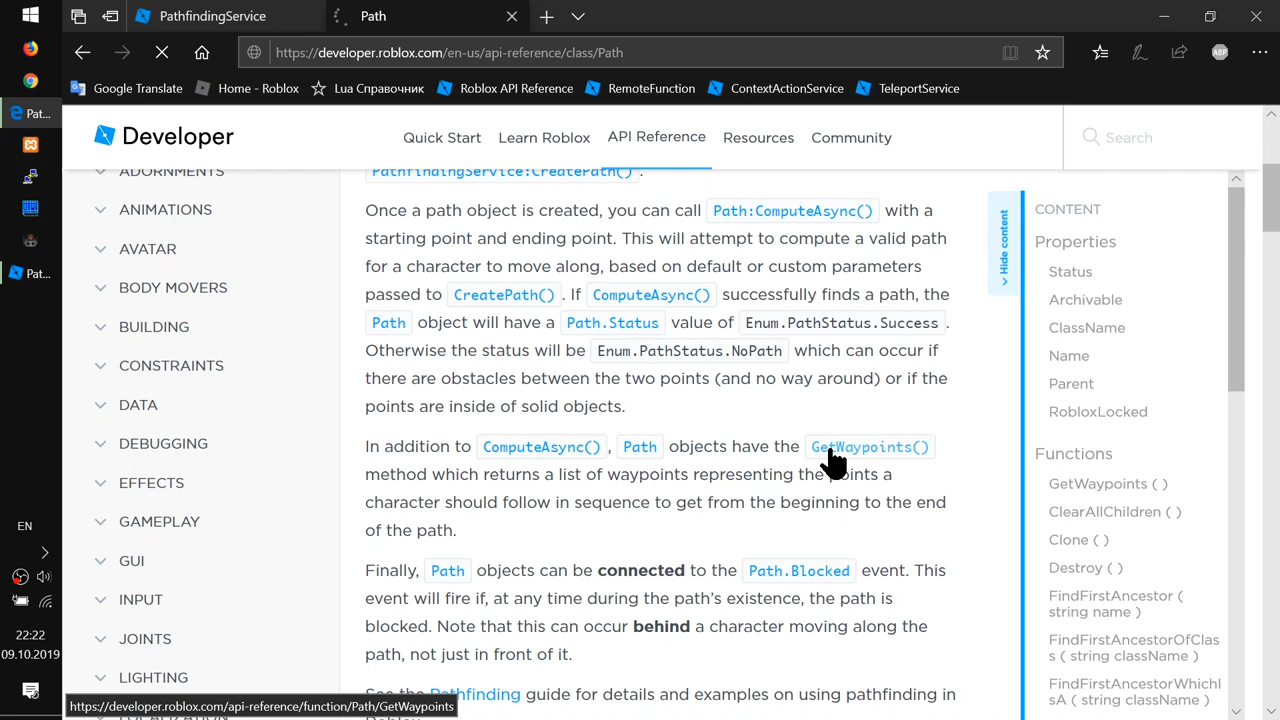 PathfindingService
Path
https://developer.roblox.com/en-us/api-reference/class/Path
ABP
Google Translate
Home - Roblox
Lua Справочник
Roblox API Reference
RemoteFunction
ContextActionService
TeleportService
Pat...
Pat...
EN
22:22
09.10.2019
Developer
Quick Start
Learn Roblox
API Reference
Resources
Community
Search
ADORNMENTS
ANIMATIONS
AVATAR
BODY MOVERS
BUILDING
CONSTRAINTS
DATA
DEBUGGING
EFFECTS
GAMEPLAY
GUI
INPUT
JOINTS
LIGHTING
LOCALIZATION
PathfindingService:CreatePath() .
Once a path object is created, you can call Path:ComputeAsync() with a
starting point and ending point. This will attempt to compute a valid path
for a character to move along, based on default or custom parameters
passed to CreatePath() . If ComputeAsync() successfully finds a path, the
Path object will have a Path.Status value of Enum.PathStatus.Success .
Otherwise the status will be Enum.PathStatus.NoPath which can occur if
there are obstacles between the two points (and no way around) or if the
points are inside of solid objects.
In addition to ComputeAsync() , Path objects have the GetWaypoints()
method which returns a list of waypoints representing the points a
character should follow in sequence to get from the beginning to the end
of the path.
Finally, Path objects can be connected to the Path.Blocked event. This
event will fire if, at any time during the path's existence, the path is
blocked. Note that this can occur behind a character moving along the
path, not just in front of it.
See the Pathfinding guide for details and examples on using pathfinding in
Roblox.
Hide content
CONTENT
Properties
Status
Archivable
ClassName
Name
Parent
RobloxLocked
Functions
GetWaypoints ( )
ClearAllChildren ( )
Clone ( )
Destroy ( )
FindFirstAncestor (
string name )
FindFirstAncestorOfClas
s ( string className )
FindFirstAncestorWhichI
sA ( string className )
https://developer.roblox.com/api-reference/function/Path/GetWaypoints